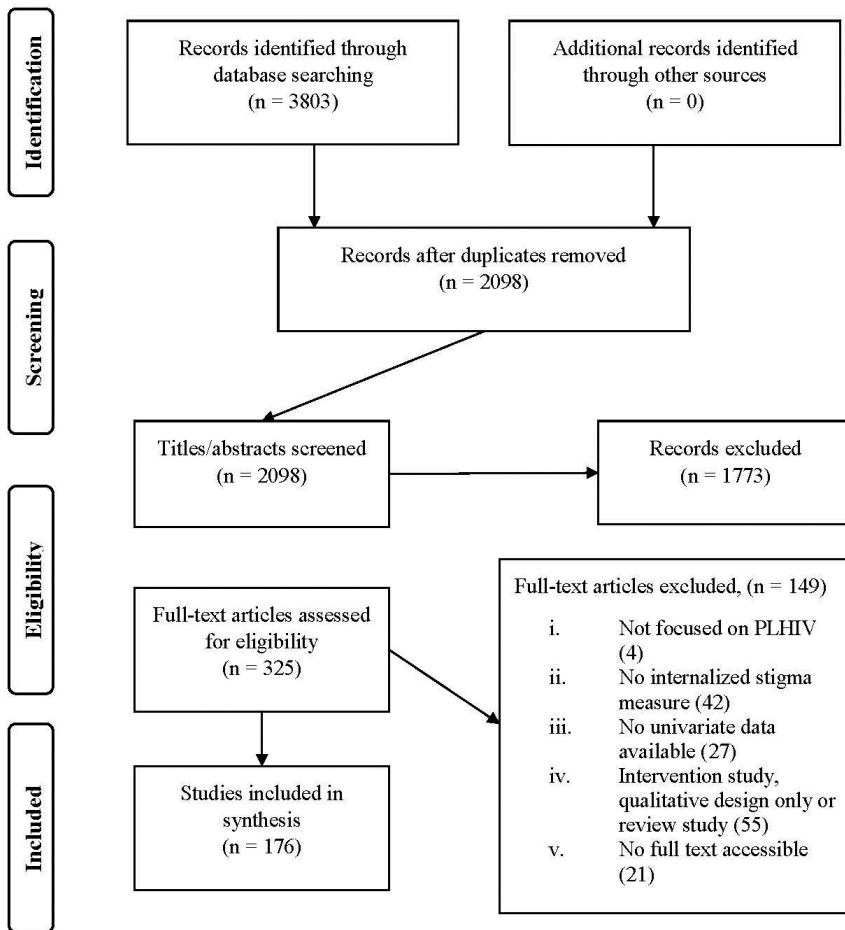 Identification
Records identified through
database searching
(n = 3803)
Additional records identified
through other sources
(n = 0)
Screening
Records after duplicates removed
(n = 2098)
Titles/abstracts screened
(n = 2098)
Records excluded
(n = 1773)
Eligibility
Full-text articles assessed
for eligibility
(n = 325)
Full-text articles excluded, (n = 149)
i. Not focused on PLHIV
(4)
ii. No internalized stigma
measure (42)
iii. No univariate data
available (27)
iv. Intervention study,
qualitative design only or
review study (55)
v. No full text accessible
(21)
Included
Studies included in
synthesis
(n = 176)